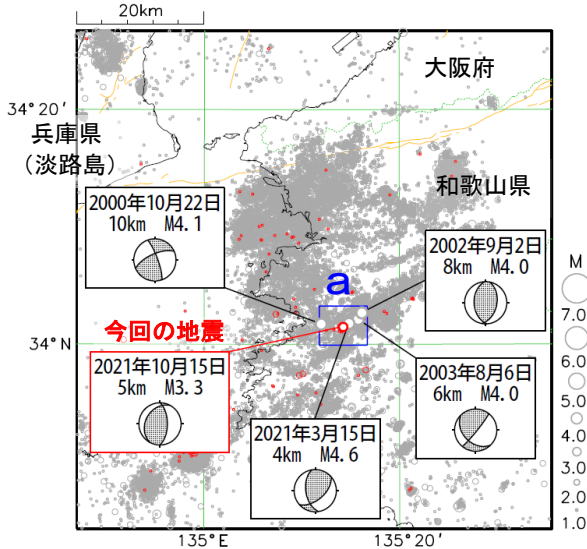 20km
大阪府
34°20'
兵庫県
（淡路島）
和歌山県
2000年10月22日
10km M4.1
2002年9月2日
8km M4.0
a
今回の地震
34°N
2021年10月15日
5km M3.3
2003年8月6日
6km M4.0
2021年3月15日
4km M4.6
M
7.0
6.0
5.0
4.0
3.0
2.0
1.0
135°E
135°20'